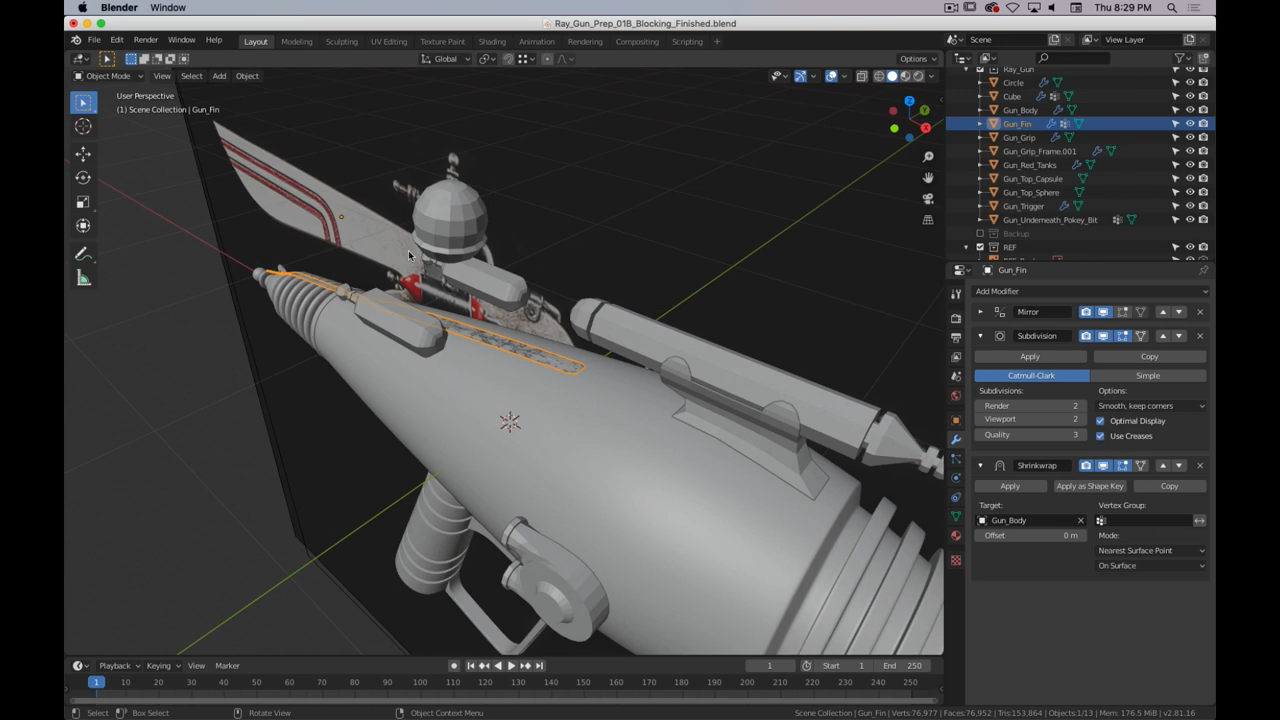 Blender Window Thu 8:29 PM
Ray_Gun_Prep_01B_Blocking_Finished.blend
File Edit Render Window Help Layout Modeling Sculpting UV Editing Texture Paint Shading Animation Rendering Compositing Scripting + Scene View Layer
Global Options
Object Mode View Select Add Object
User Perspective
(1) Scene Collection | Gun_Fin
Z
Y
X
Ray_Gun
Circle
Cube
Gun_Body
Gun_Fin
Gun_Grip
Gun_Grip_Frame.001
Gun_Red_Tanks
Gun_Top_Capsule
Gun_Top_Sphere
Gun_Trigger
Gun_Underneath_Pokey_Bit
Backup
REF
Gun_Fin
Add Modifier
Mirror
Subdivision
Apply Copy
Catmull-Clark Simple
Subdivisions: Options:
Render 2 Smooth, keep corners
Viewport 2 Optimal Display
Quality 3 Use Creases
Shrinkwrap
Apply Apply as Shape Key Copy
Target: Vertex Group:
Gun_Body
Offset 0 m Mode:
Nearest Surface Point
On Surface
Playback Keying View Marker 1 Start 1 End 250
1 10 20 30 40 50 60 70 80 90 100 110 120 130 140 150 160 170 180 190 200 210 220 230 240 250
Select Box Select Rotate View Object Context Menu Scene Collection | Gun_Fin | Verts:76,977 | Faces:76,952 | Tris:153,864 | Objects:1/13 | Mem: 176.5 MiB | v2.81.16